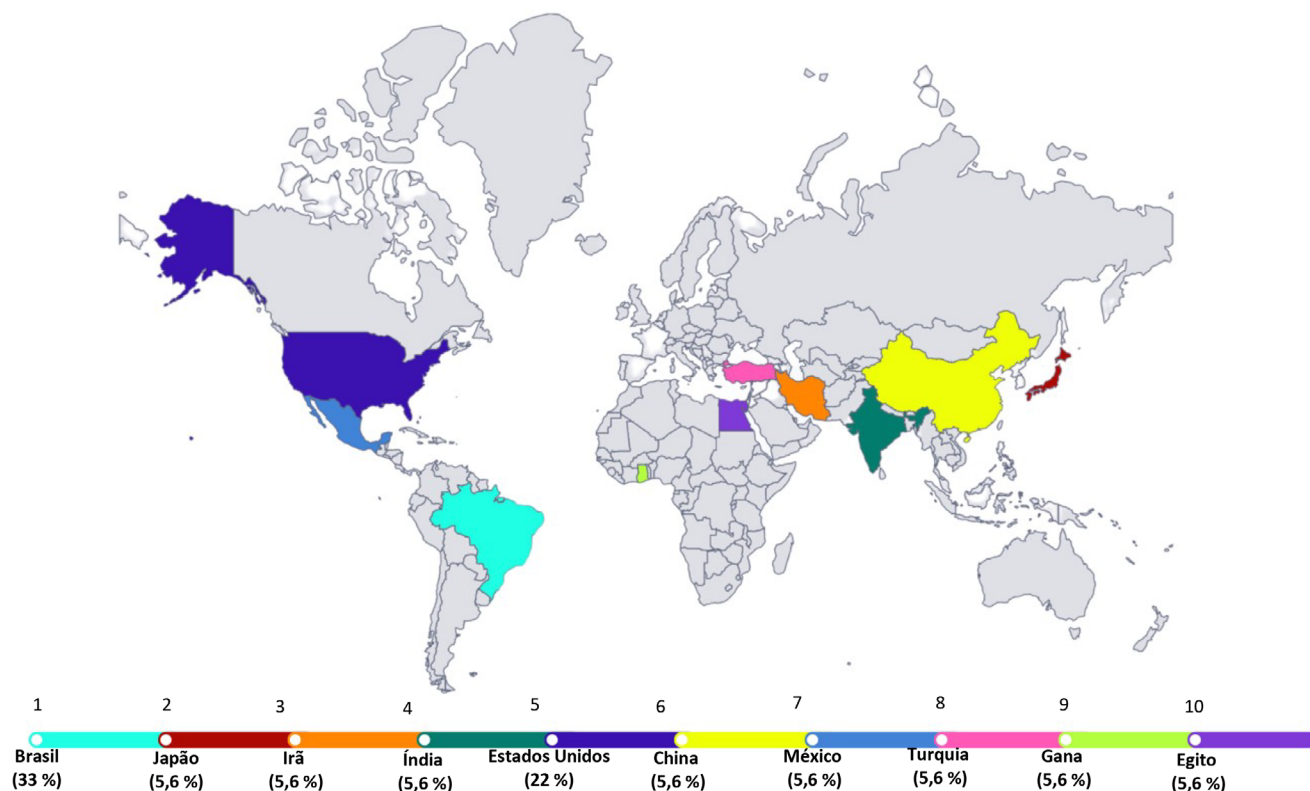 1 2 3 4 5 6 7 8 9 10
Brasil Japão Irã Índia Estados Unidos China México Turquia Gana Egito
(33 %) (5,6 %) (5,6 %) (5,6 %) (22 %) (5,6 %) (5,6 %) (5,6 %) (5,6 %) (5,6 %)